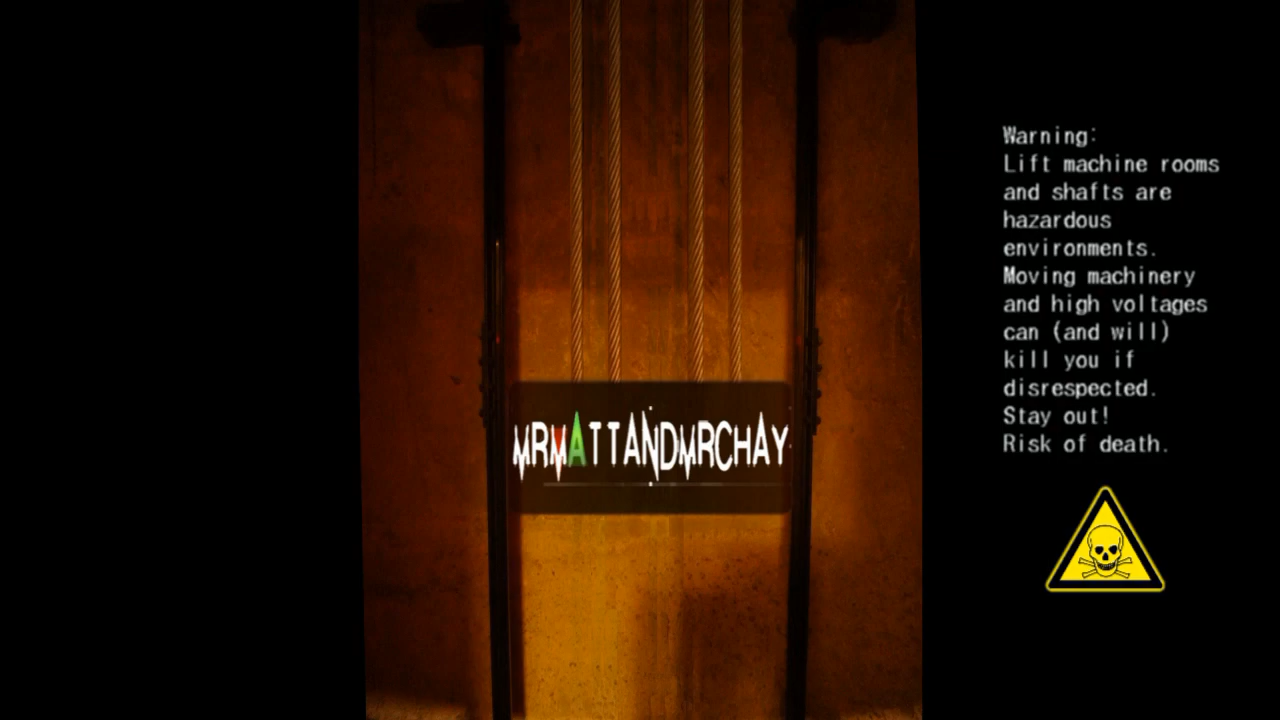 MRMATTANDMRCHAY
Warning:
Lift machine rooms
and shafts are
hazardous
environments.
Moving machinery
and high voltages
can (and will)
kill you if
disrespected.
Stay out!
Risk of death.